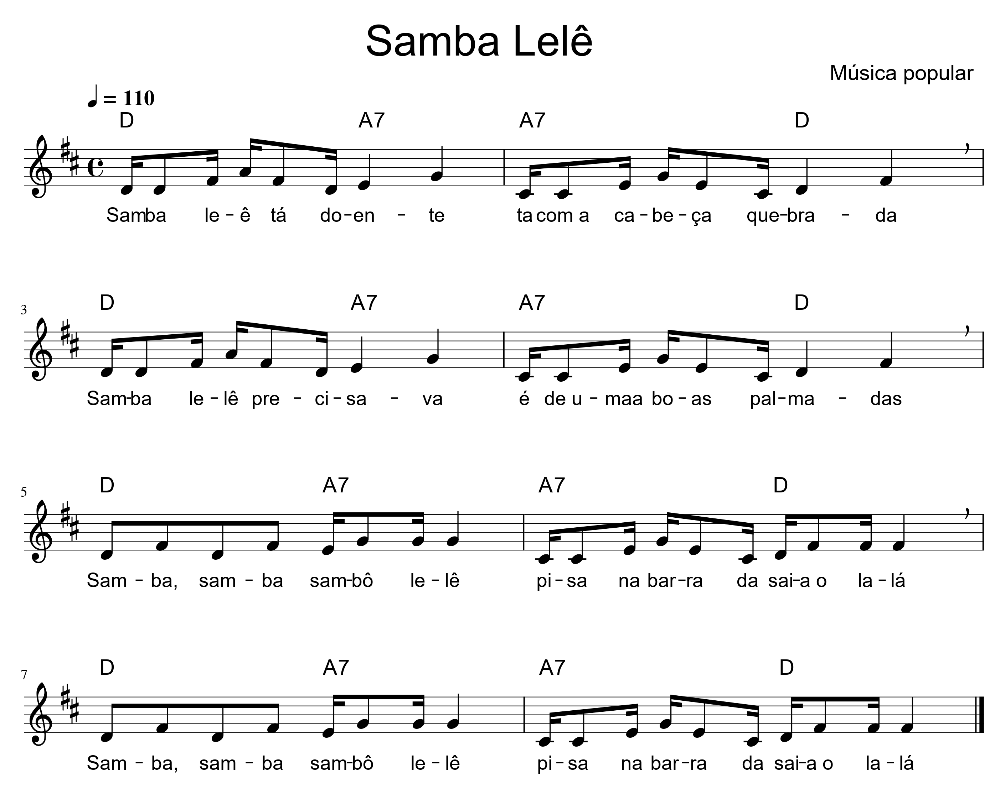 Samba Lelê
Música popular
= 110
D A7 A7 D
Samba le - ê tá do - en - te ta com a ca - be - ça que - bra - da
3
D A7 A7 D
Sam - ba le - lê pre - ci - sa - va é de u - maa bo - as pal - ma - das
5
D A7 A7 D
Sam - ba, sam - ba sam - bô le - lê pi - sa na bar - ra da sai - a o la - lá
7
D A7 A7 D
Sam - ba, sam - ba sam - bô le - lê pi - sa na bar - ra da sai - a o la - lá